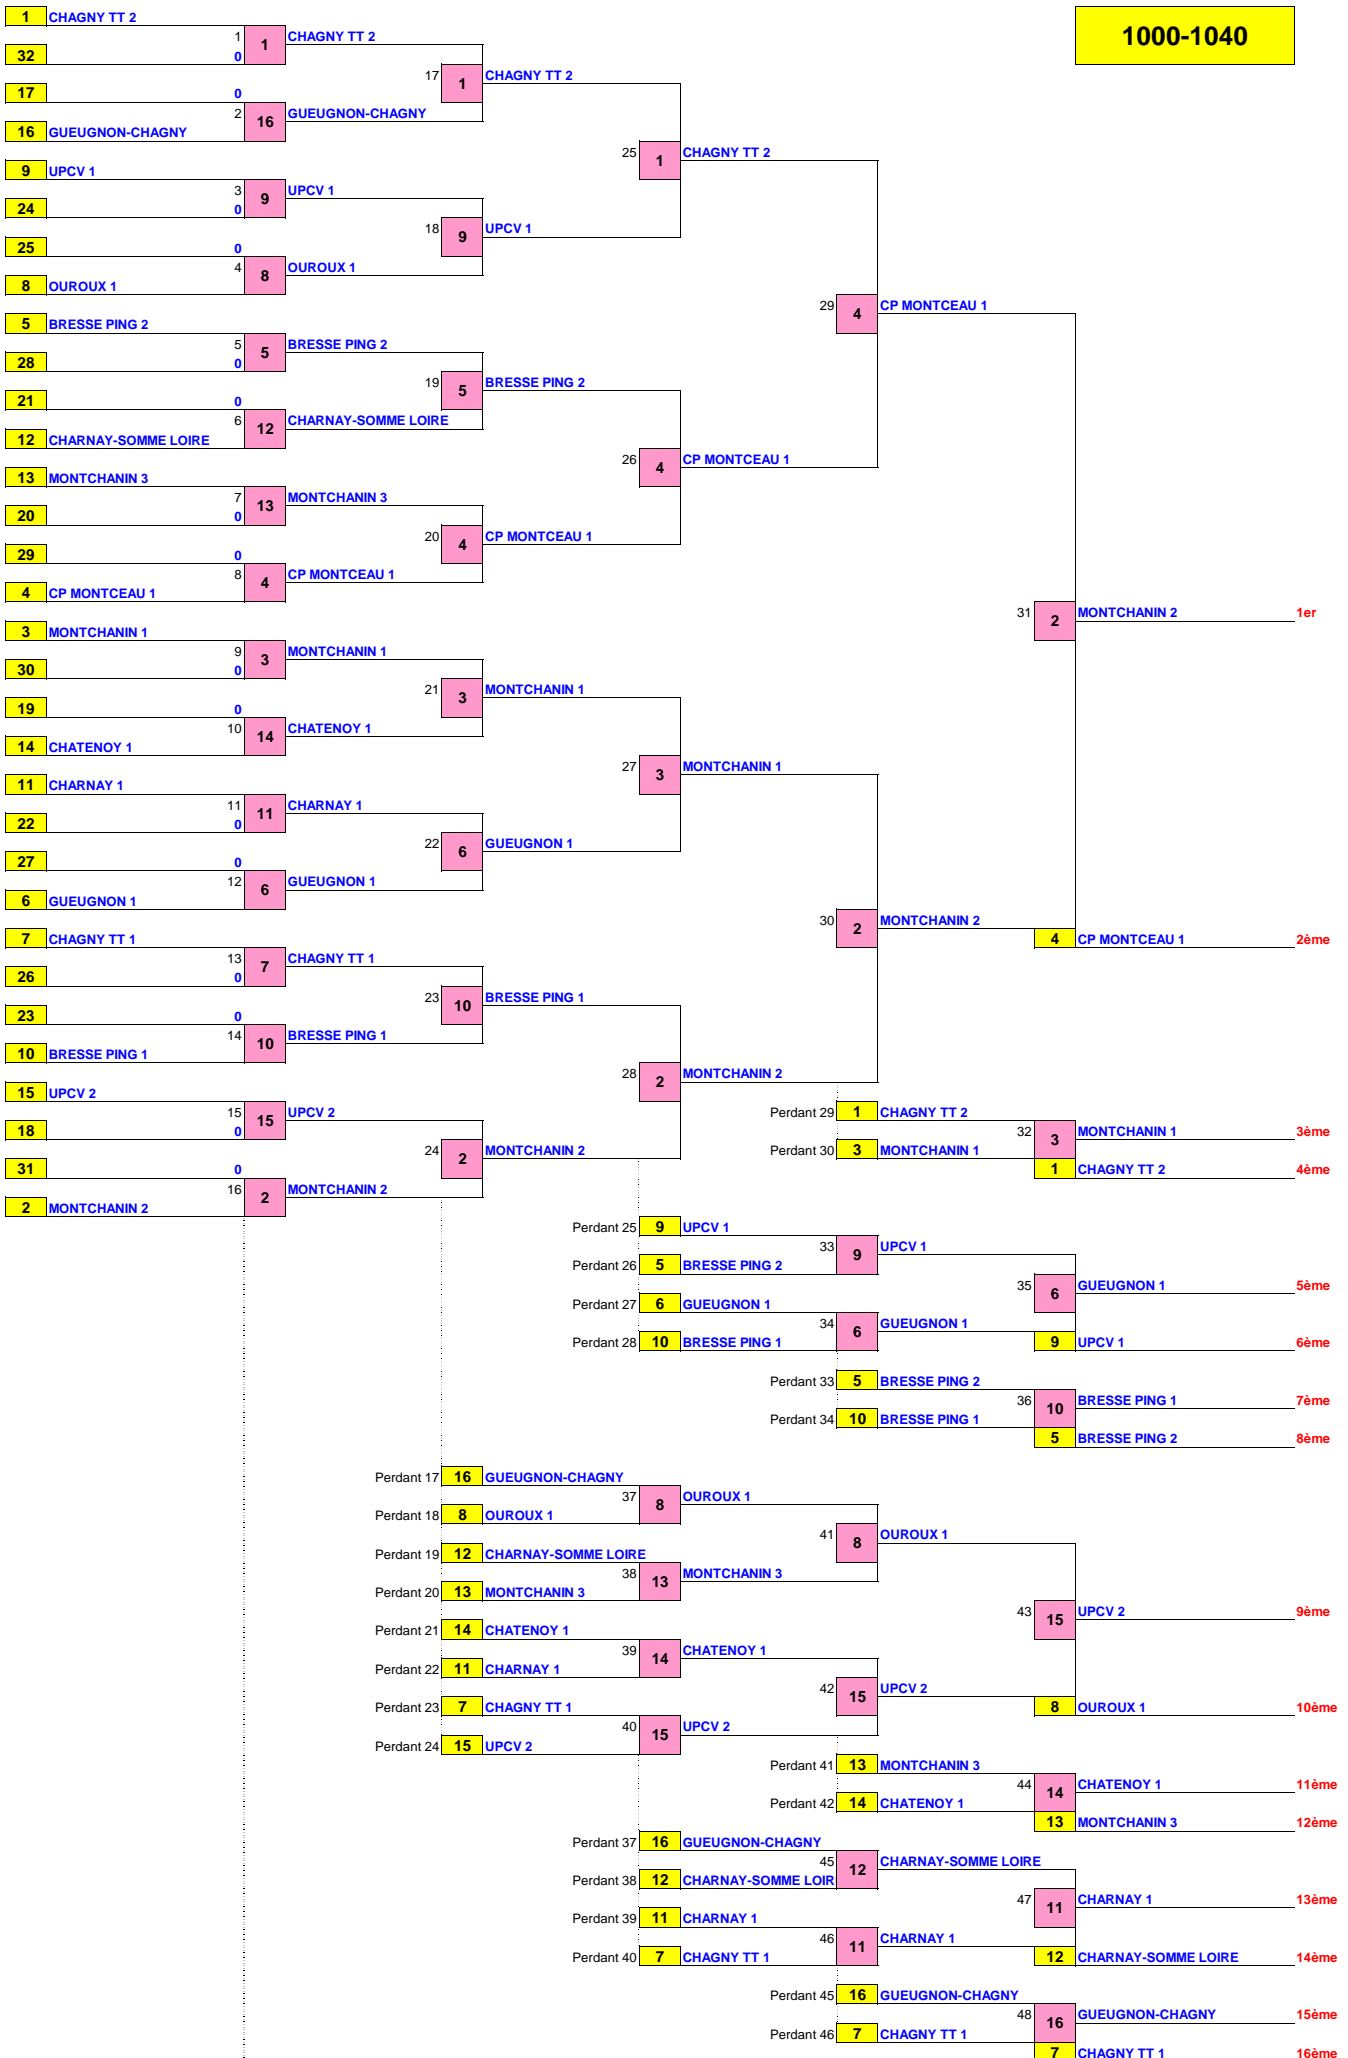 1 CHAGNY TT 2
1000-1040
1 1 CHAGNY TT 2
32 0
17 1 CHAGNY TT 2
17 0
2 16 GUEUGNON-CHAGNY
16 GUEUGNON-CHAGNY
25 1 CHAGNY TT 2
9 UPCV 1
3 9 UPCV 1
24 0
18 9 UPCV 1
25 0
4 8 OUROUX 1
8 OUROUX 1
29 4 CP MONTCEAU 1
5 BRESSE PING 2
5 5 BRESSE PING 2
28 0
19 5 BRESSE PING 2
21 0
6 12 CHARNAY-SOMME LOIRE
12 CHARNAY-SOMME LOIRE
26 4 CP MONTCEAU 1
13 MONTCHANIN 3
7 13 MONTCHANIN 3
20 0
20 4 CP MONTCEAU 1
29 0
8 4 CP MONTCEAU 1
4 CP MONTCEAU 1
31 2 MONTCHANIN 2 1er
3 MONTCHANIN 1
9 3 MONTCHANIN 1
30 0
21 3 MONTCHANIN 1
19 0
10 14 CHATENOY 1
14 CHATENOY 1
27 3 MONTCHANIN 1
11 CHARNAY 1
11 11 CHARNAY 1
22 0
22 6 GUEUGNON 1
27 0
12 6 GUEUGNON 1
6 GUEUGNON 1
30 2 MONTCHANIN 2
7 CHAGNY TT 1
4 CP MONTCEAU 1 2ème
13 7 CHAGNY TT 1
26 0
23 10 BRESSE PING 1
23 0
14 10 BRESSE PING 1
10 BRESSE PING 1
28 2 MONTCHANIN 2
15 UPCV 2
15 15 UPCV 2
Perdant 29 1 CHAGNY TT 2
18 0
32 3 MONTCHANIN 1 3ème
24 2 MONTCHANIN 2
Perdant 30 3 MONTCHANIN 1
31 0
1 CHAGNY TT 2 4ème
16 2 MONTCHANIN 2
2 MONTCHANIN 2
Perdant 25 9 UPCV 1
33 9 UPCV 1
Perdant 26 5 BRESSE PING 2
35 6 GUEUGNON 1 5ème
Perdant 27 6 GUEUGNON 1
34 6 GUEUGNON 1
Perdant 28 10 BRESSE PING 1
9 UPCV 1 6ème
Perdant 33 5 BRESSE PING 2
36 10 BRESSE PING 1 7ème
Perdant 34 10 BRESSE PING 1
5 BRESSE PING 2 8ème
Perdant 17 16 GUEUGNON-CHAGNY
37 8 OUROUX 1
Perdant 18 8 OUROUX 1
41 8 OUROUX 1
Perdant 19 12 CHARNAY-SOMME LOIRE
38 13 MONTCHANIN 3
Perdant 20 13 MONTCHANIN 3
43 15 UPCV 2 9ème
Perdant 21 14 CHATENOY 1
39 14 CHATENOY 1
Perdant 22 11 CHARNAY 1
42 15 UPCV 2
Perdant 23 7 CHAGNY TT 1
8 OUROUX 1 10ème
40 15 UPCV 2
Perdant 24 15 UPCV 2
Perdant 41 13 MONTCHANIN 3
44 14 CHATENOY 1 11ème
Perdant 42 14 CHATENOY 1
13 MONTCHANIN 3 12ème
Perdant 37 16 GUEUGNON-CHAGNY
45 12 CHARNAY-SOMME LOIRE
Perdant 38 12 CHARNAY-SOMME LOIR
47 11 CHARNAY 1 13ème
Perdant 39 11 CHARNAY 1
46 11 CHARNAY 1
Perdant 40 7 CHAGNY TT 1
12 CHARNAY-SOMME LOIRE 14ème
Perdant 45 16 GUEUGNON-CHAGNY
48 16 GUEUGNON-CHAGNY 15ème
Perdant 46 7 CHAGNY TT 1
7 CHAGNY TT 1 16ème